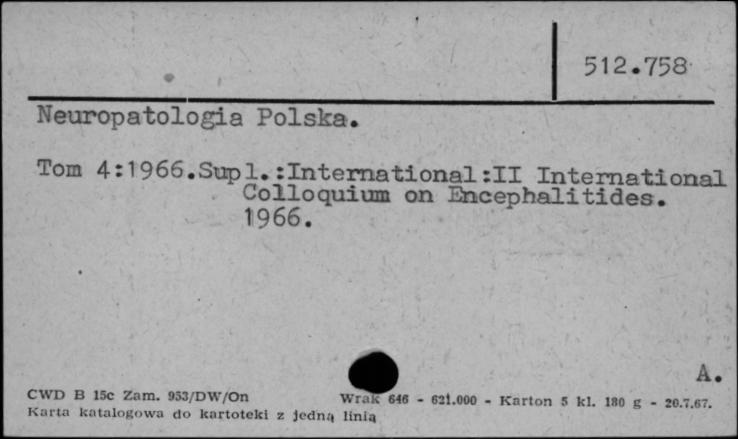 512.758
Neuropatologia Polska.
Tom 4:1966.Supl.:International:II International
Colloquium on Encephalitides.
1966.
A.
CWD B 15c Zam. 953/DW/On Wrak 646 - 621.000 - Karton 5 kl. 180 g - 20.7.67.
Karta katalogowa do kartoteki z jedną linią